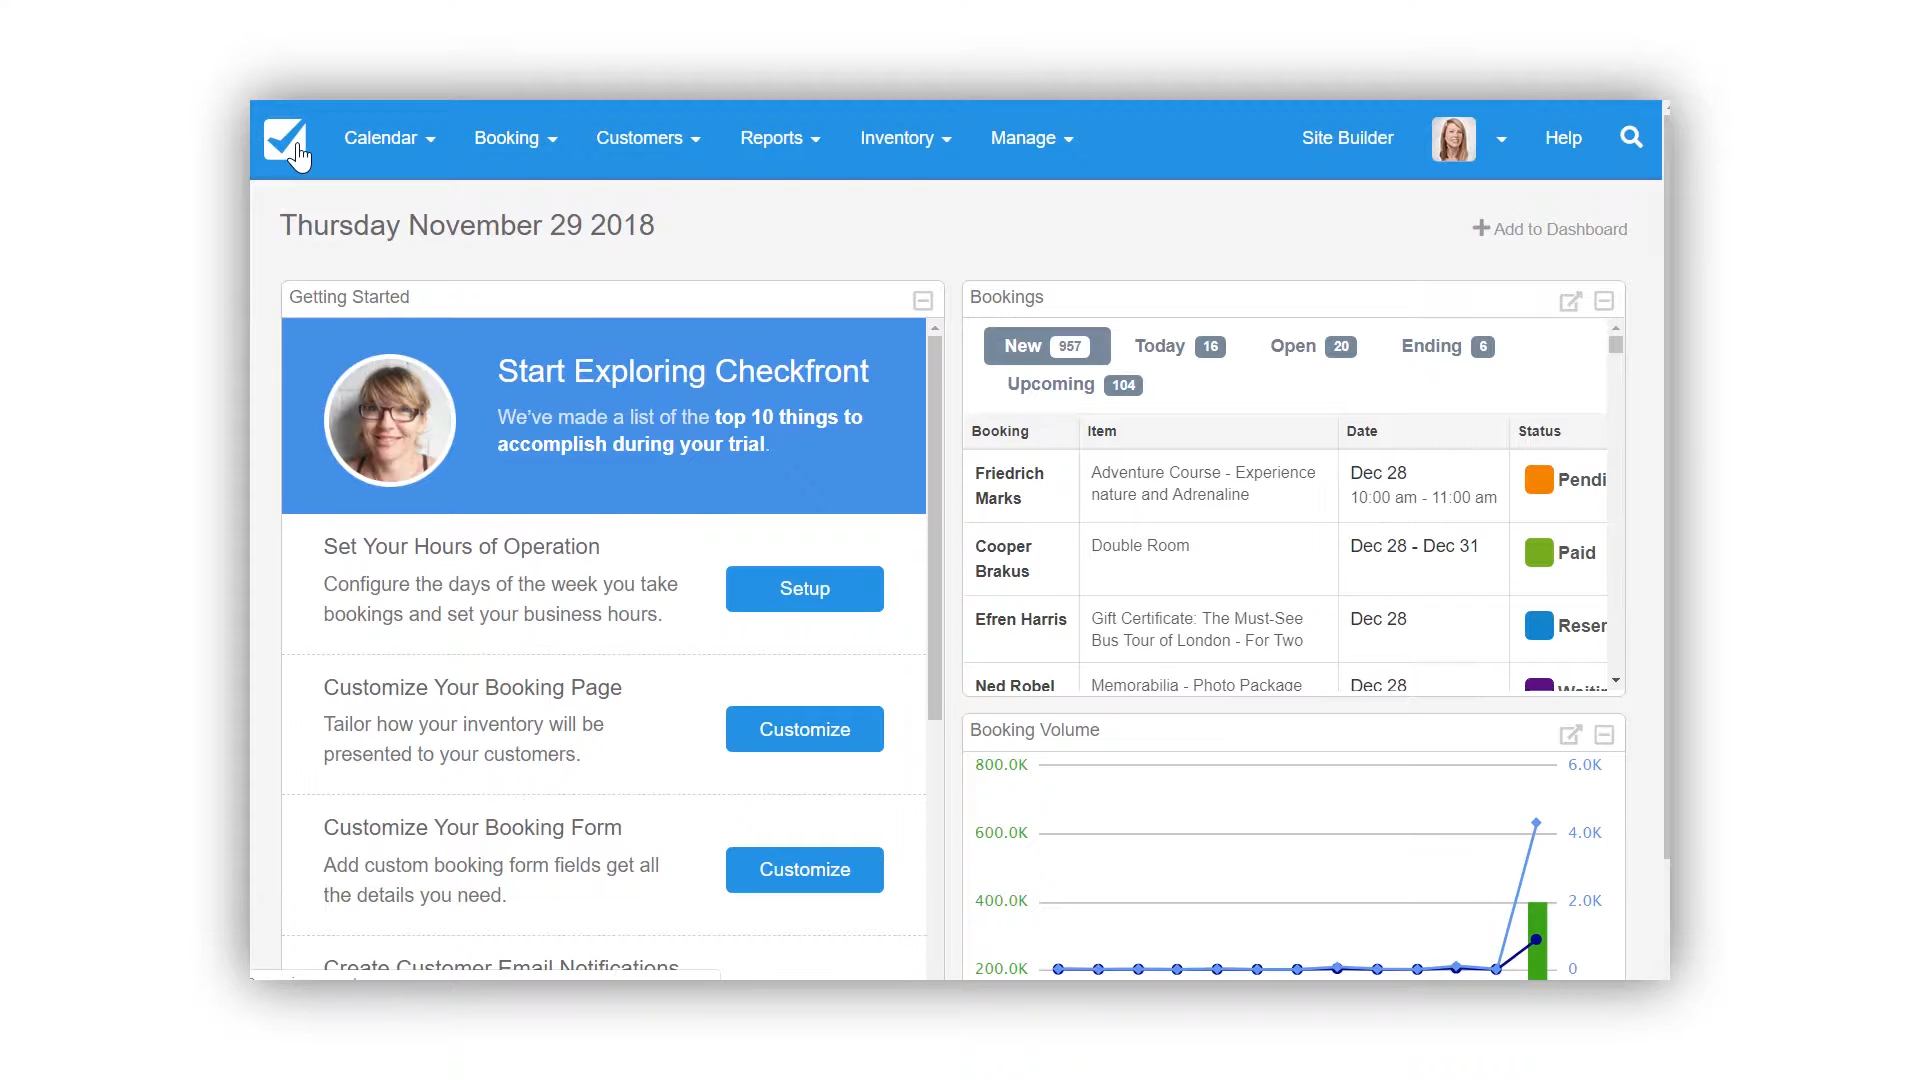 Calendar Booking Customers Reports Inventory Manage Site Builder Help
Thursday November 29 2018
Add to Dashboard
Getting Started
Start Exploring Checkfront
We've made a list of the top 10 things to
accomplish during your trial.
Set Your Hours of Operation
Configure the days of the week you take
bookings and set your business hours.
Setup
Customize Your Booking Page
Tailor how your inventory will be
presented to your customers.
Customize
Customize Your Booking Form
Add custom booking form fields get all
the details you need.
Customize
Create Customer Email Notifications
Bookings
New 957 Today 16 Open 20 Ending 6
Upcoming 104
Booking Item Date Status
Friedrich
Marks
Adventure Course - Experience
nature and Adrenaline
Dec 28
10:00 am - 11:00 am
Pendi
Cooper
Brakus
Double Room
Dec 28 - Dec 31
Paid
Efren Harris
Gift Certificate: The Must-See
Bus Tour of London - For Two
Dec 28
Reser
Ned Robel
Memorabilia - Photo Package
Dec 28
Booking Volume
800.0K 6.0K
600.0K 4.0K
400.0K 2.0K
200.0K 0